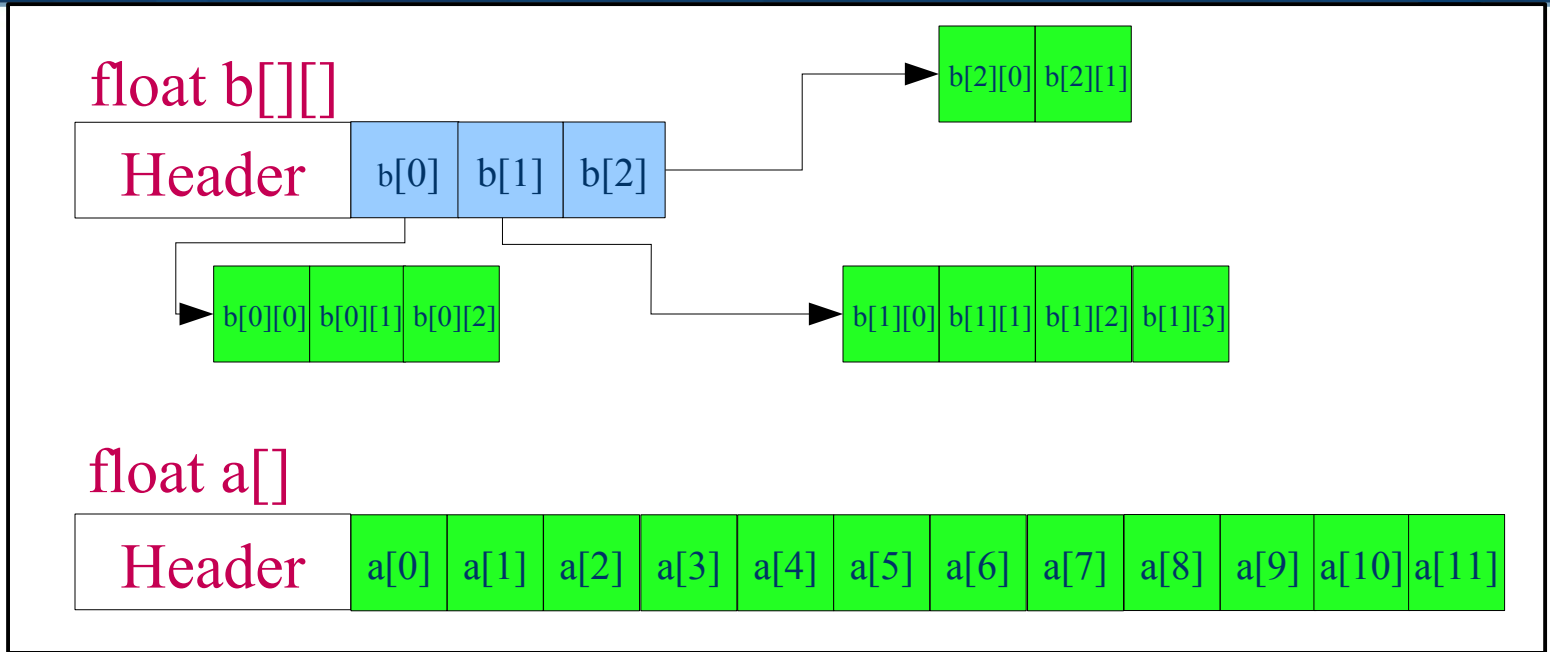 float b[][]
b[2][0] b[2][1]
Header b[0] b[1] b[2]
b[0][0] b[0][1] b[0][2] b[1][0] b[1][1] b[1][2] b[1][3]
float a[]
Header a[0] a[1] a[2] a[3] a[4] a[5] a[6] a[7] a[8] a[9] a[10] a[11]